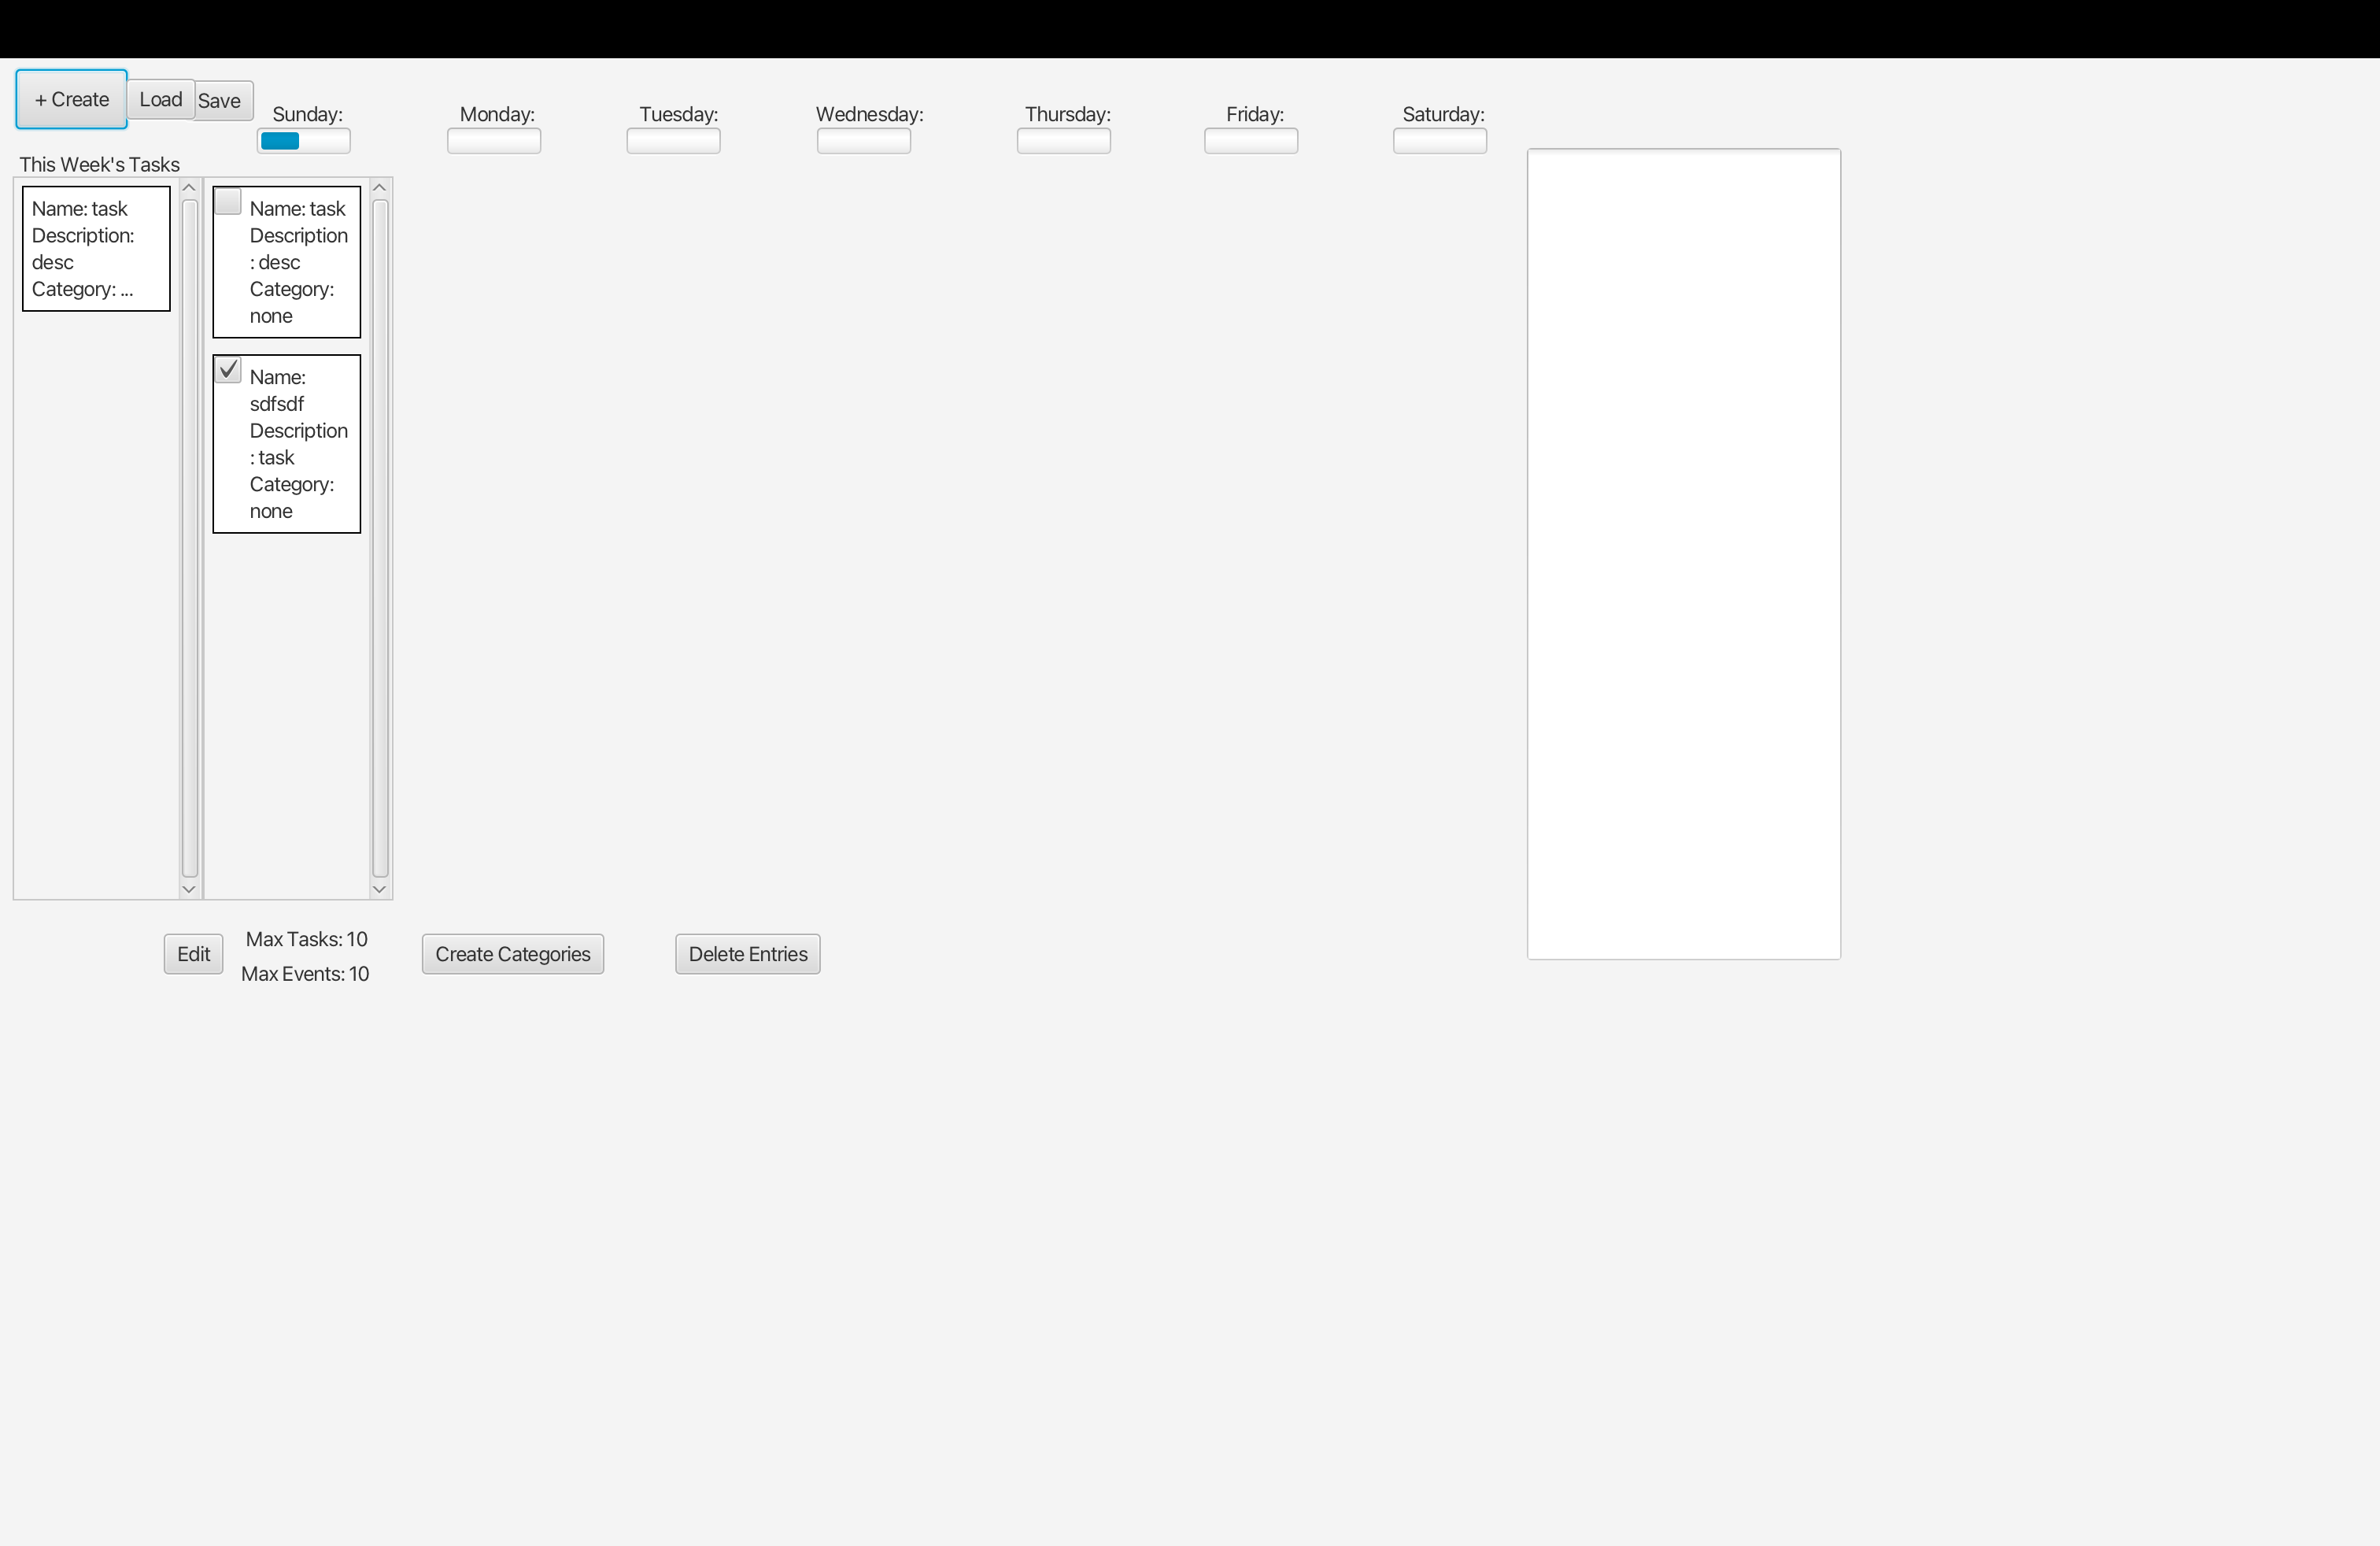 + Create
Load
Save
Sunday:
Monday:
Tuesday:
Wednesday:
Thursday:
Friday:
Saturday:
This Week's Tasks
Name: task
Description:
desc
Category: ...
Name: task
Description
: desc
Category:
none
Name:
sdfsdf
Description
: task
Category:
none
Edit
Max Tasks: 10
Max Events: 10
Create Categories
Delete Entries